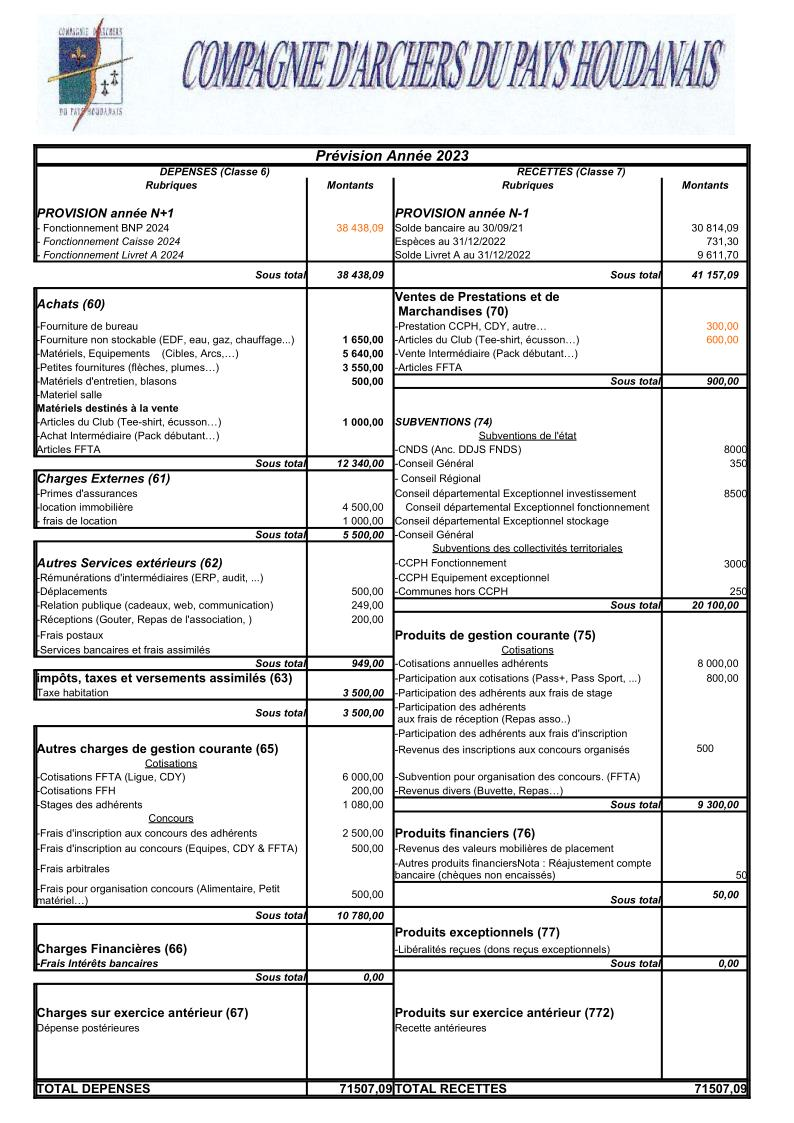 COMPAGNIE D'ARCHERS
DU PAYS HOUDANAIS
COMPAGNIE D'ARCHERS DU PAYS HOUDANAIS
Prévision Année 2023
DEPENSES (Classe 6) RECETTES (Classe 7)
Rubriques Montants Rubriques Montants
PROVISION année N+1 PROVISION année N-1
- Fonctionnement BNP 2024 38 438,09 Solde bancaire au 30/09/21 30 814,09
- Fonctionnement Caisse 2024 Espèces au 31/12/2022 731,30
- Fonctionnement Livret A 2024 Solde Livret A au 31/12/2022 9 611,70
Sous total 38 438,09 Sous total 41 157,09
Achats (60)
Ventes de Prestations et de
Marchandises (70)
-Fourniture de bureau -Prestation CCPH, CDY, autre… 300,00
-Fourniture non stockable (EDF, eau, gaz, chauffage...) 1 650,00 -Articles du Club (Tee-shirt, écusson…) 600,00
-Matériels, Equipements (Cibles, Arcs,…) 5 640,00 -Vente Intermédiaire (Pack débutant…)
-Petites fournitures (flèches, plumes…) 3 550,00 -Articles FFTA
-Matériels d'entretien, blasons 500,00 Sous total 900,00
-Materiel salle
Matériels destinés à la vente
-Articles du Club (Tee-shirt, écusson…) 1 000,00 SUBVENTIONS (74)
-Achat Intermédiaire (Pack débutant…) Subventions de l'état
Articles FFTA -CNDS (Anc. DDJS FNDS) 8000
Sous total 12 340,00 -Conseil Général 350
Charges Externes (61) - Conseil Régional
-Primes d'assurances Conseil départemental Exceptionnel investissement 8500
-location immobilière 4 500,00 Conseil départemental Exceptionnel fonctionnement
- frais de location 1 000,00 Conseil départemental Exceptionnel stockage
Sous total 5 500,00 -Conseil Général
Subventions des collectivités territoriales
Autres Services extérieurs (62) -CCPH Fonctionnement 3000
-Rémunérations d'intermédiaires (ERP, audit, ...) -CCPH Equipement exceptionnel
-Déplacements 500,00 -Communes hors CCPH 250
-Relation publique (cadeaux, web, communication) 249,00 Sous total 20 100,00
-Réceptions (Gouter, Repas de l'association, ) 200,00
-Frais postaux Produits de gestion courante (75)
-Services bancaires et frais assimilés Cotisations
Sous total 949,00 -Cotisations annuelles adhérents 8 000,00
impôts, taxes et versements assimilés (63) -Participation aux cotisations (Pass+, Pass Sport, ...) 800,00
Taxe habitation 3 500,00 -Participation des adhérents aux frais de stage
Sous total 3 500,00 -Participation des adhérents
aux frais de réception (Repas asso..)
-Participation des adhérents aux frais d'inscription
Autres charges de gestion courante (65) -Revenus des inscriptions aux concours organisés 500
Cotisations
-Cotisations FFTA (Ligue, CDY) 6 000,00 -Subvention pour organisation des concours. (FFTA)
-Cotisations FFH 200,00 -Revenus divers (Buvette, Repas…)
-Stages des adhérents 1 080,00 Sous total 9 300,00
Concours
-Frais d'inscription aux concours des adhérents 2 500,00 Produits financiers (76)
-Frais d'inscription au concours (Equipes, CDY & FFTA) 500,00 -Revenus des valeurs mobilières de placement
-Frais arbitrales -Autres produits financiersNota : Réajustement compte
bancaire (chèques non encaissés) 50
-Frais pour organisation concours (Alimentaire, Petit
matériel…) 500,00 Sous total 50,00
Sous total 10 780,00
Produits exceptionnels (77)
Charges Financières (66) -Libéralités reçues (dons reçus exceptionnels)
-Frais Intérêts bancaires Sous total 0,00
Sous total 0,00
Charges sur exercice antérieur (67) Produits sur exercice antérieur (772)
Dépense postérieures Recette antérieures
TOTAL DEPENSES 71507,09 TOTAL RECETTES 71507,09